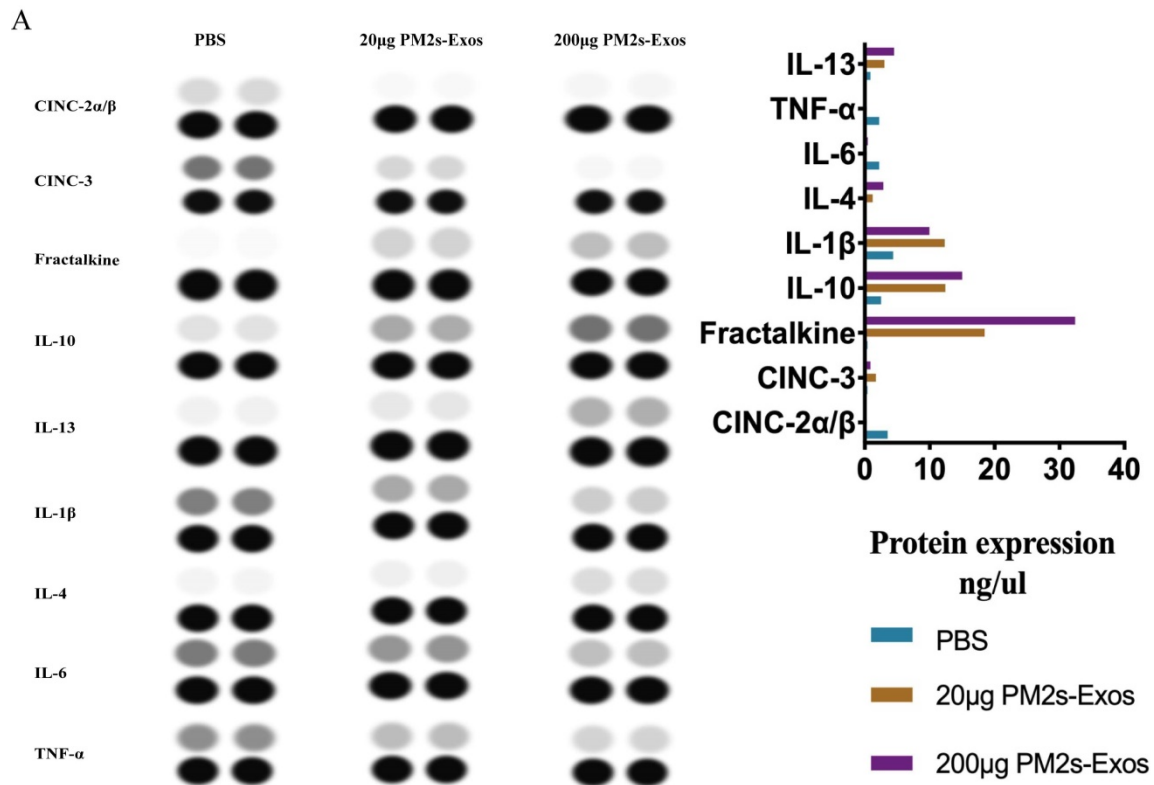 A
PBS 20μg PM2s-Exos 200μg PM2s-Exos
CINC-2α/β
CINC-3
Fractalkine
IL-10
IL-13
IL-1β
IL-4
IL-6
TNF-α
IL-13
TNF-α
IL-6
IL-4
IL-1β
IL-10
Fractalkine
CINC-3
CINC-2α/β
0 10 20 30 40
Protein expression
ng/ul
PBS
20μg PM2s-Exos
200μg PM2s-Exos